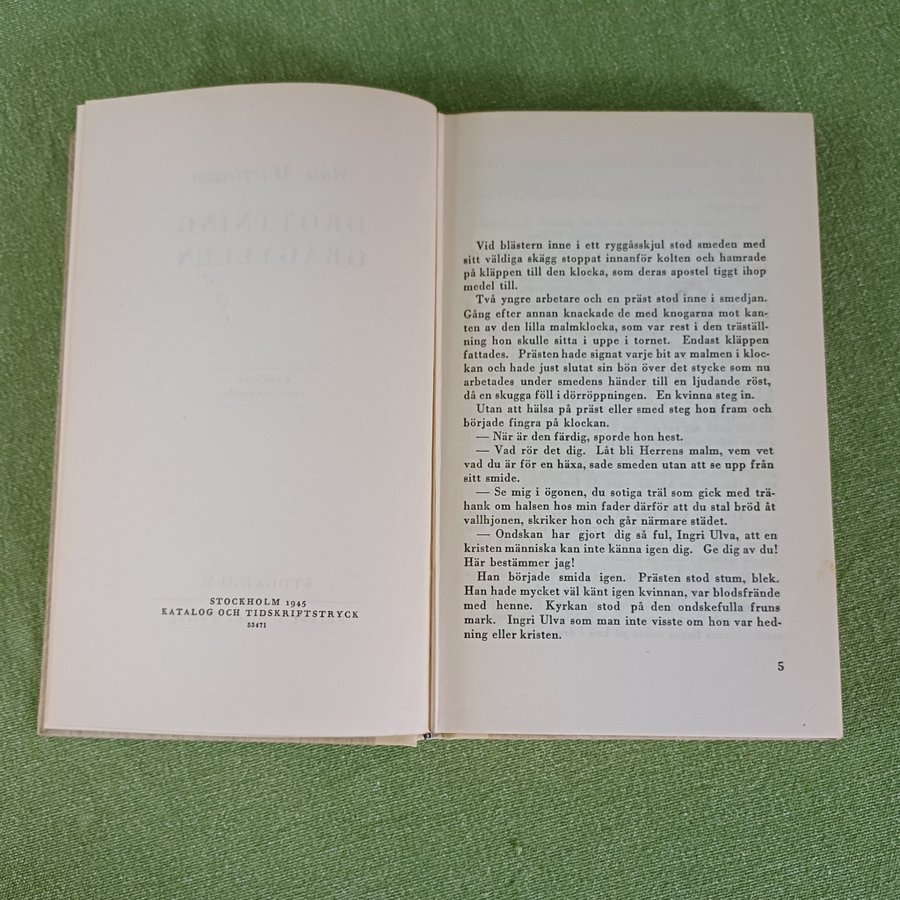 STOCKHOLM 1945
KATALOG OCH TIDSKRIFTSTRYCK
53471
Vid blästern inne i ett ryggåsskjul stod smeden med
sitt väldiga skägg stoppat innanför kolten och hamrade
på kläppen till den klocka, som deras apostel tiggt ihop
medel till.
Två yngre arbetare och en präst stod inne i smedjan.
Gång efter annan knackade de med knogarna mot kan-
ten av den lilla malmklocka, som var rest i den träställ-
ning hon skulle sitta i uppe i tornet. Endast kläppen
fattades. Prästen hade signat varje bit av malmen i kloc-
kan och hade just slutat sin bön över det stycke som nu
arbetades under smedens händer till en ljudande röst,
då en skugga föll i dörröppningen. En kvinna steg in.
Utan att hälsa på präst eller smed steg hon fram och
började fingra på klockan.
— När är den färdig, sporde hon hest.
— Vad rör det dig. Låt bli Herrens malm, vem vet
vad du är för en häxa, sade smeden utan att se upp från
sitt smide.
— Se mig i ögonen, du sotiga träl som gick med trä-
hank om halsen hos min fader därför att du stal bröd åt
vallhjonen, skriker hon och går närmare städet.
— Ondskan har gjort dig så ful, Ingri Ulva, att en
kristen människa kan inte känna igen dig. Ge dig av du!
Här bestämmer jag!
Han började smida igen. Prästen stod stum, blek.
Han hade mycket väl känt igen kvinnan, var blodsfrände
med henne. Kyrkan stod på den ondskefulla fruns
mark. Ingri Ulva som man inte visste om hon var hed-
ning eller kristen.
5